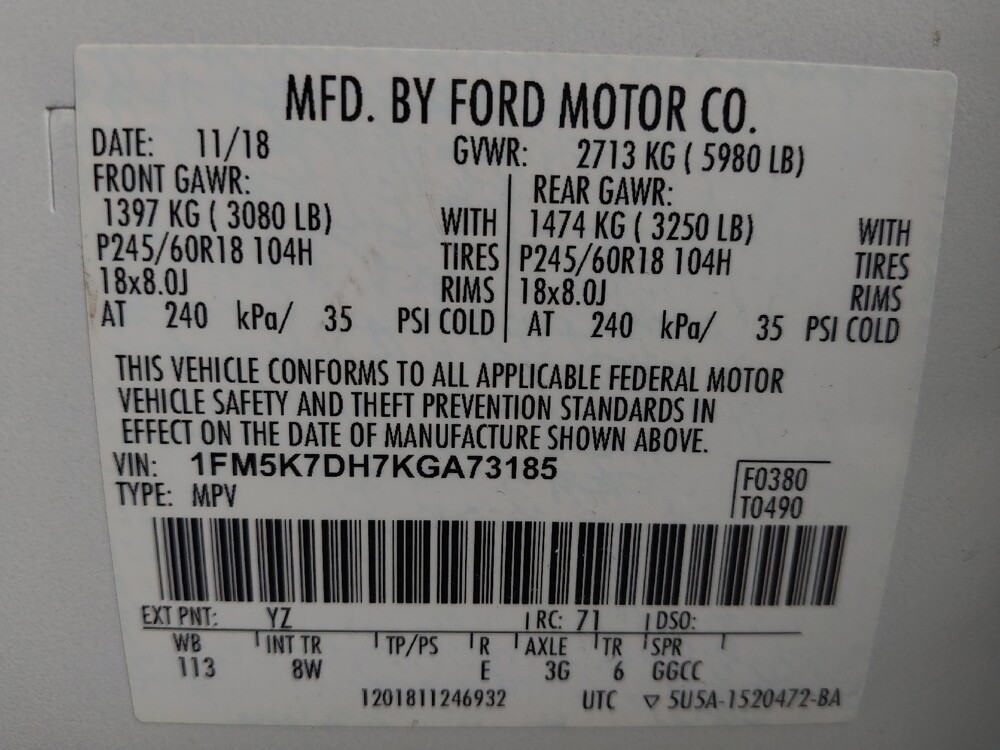 MFD. BY FORD MOTOR CO.
DATE: 11/18 GVWR: 2713 KG ( 5980 LB)
FRONT GAWR: REAR GAWR:
1397 KG ( 3080 LB) WITH 1474 KG ( 3250 LB) WITH
P245/60R18 104H TIRES P245/60R18 104H TIRES
18x8.0J RIMS 18x8.0J RIMS
AT 240 kPa/ 35 PSI COLD AT 240 kPa/ 35 PSI COLD
THIS VEHICLE CONFORMS TO ALL APPLICABLE FEDERAL MOTOR
VEHICLE SAFETY AND THEFT PREVENTION STANDARDS IN
EFFECT ON THE DATE OF MANUFACTURE SHOWN ABOVE.
VIN: 1FM5K7DH7KGA73185
TYPE: MPV
F0380
T0490
EXT PNT: YZ RC: 71 DSO:
WB INT TR TP/PS R AXLE TR SPR
113 8W E 3G 6 GGCC
1201811246932 UTC ▽ 5U5A-1520472-BA